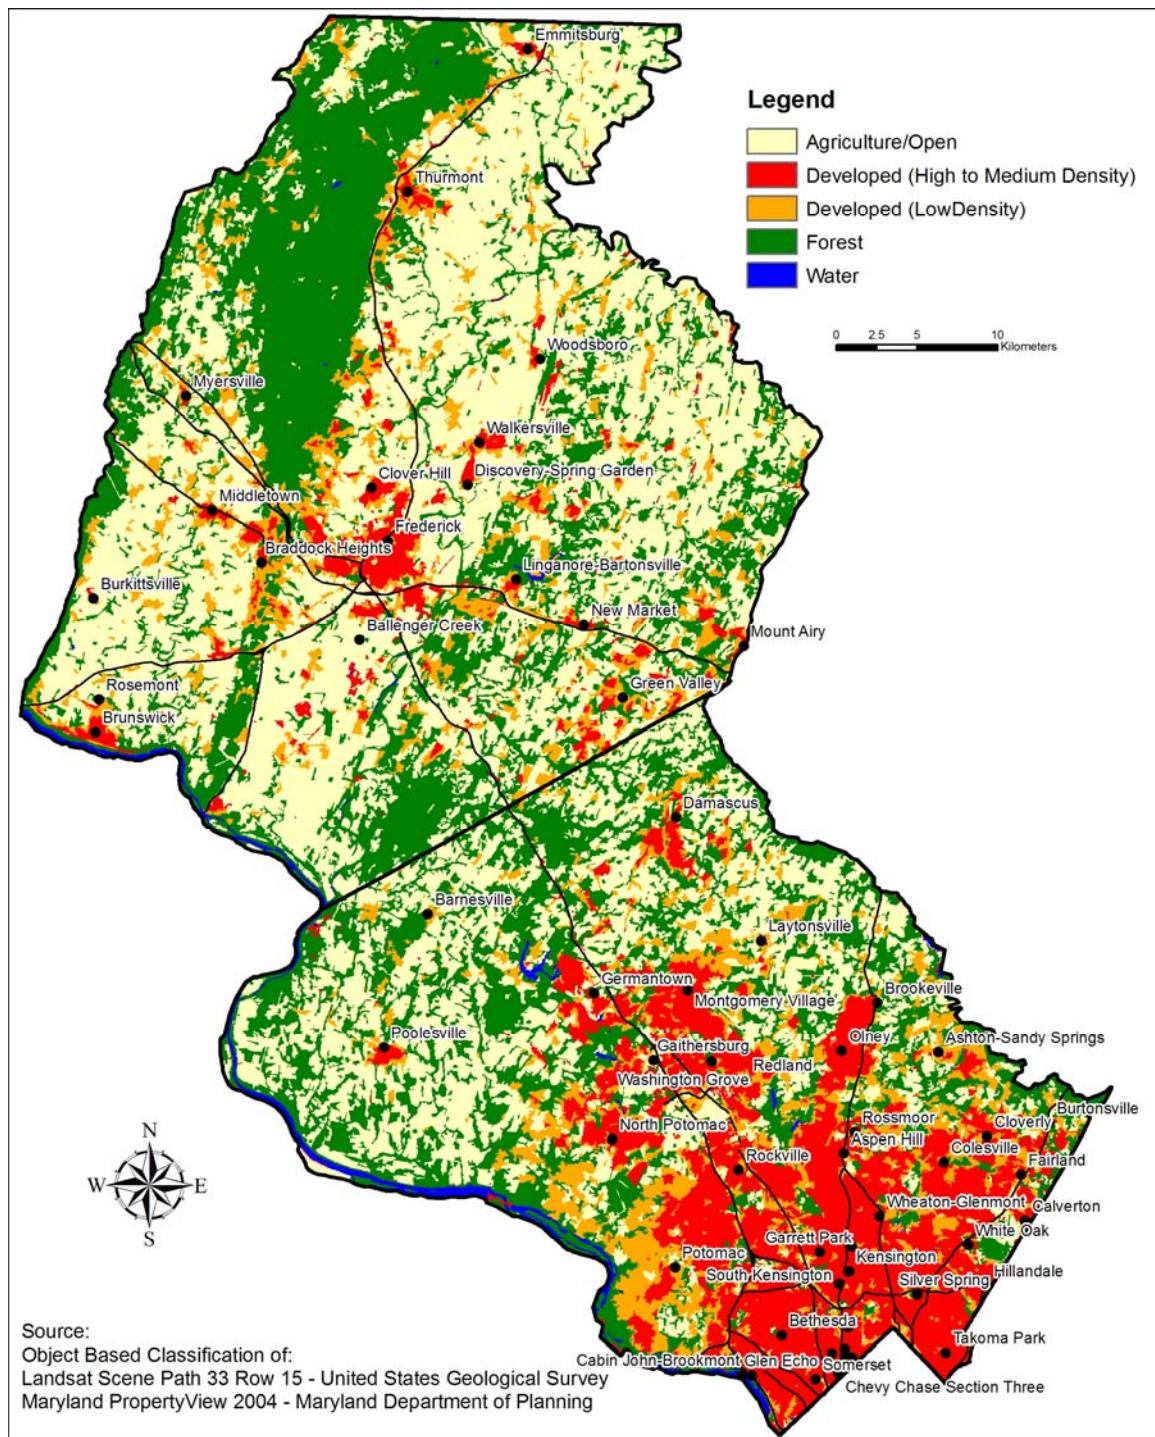 Emmitsburg
Legend
Agriculture/Open
Developed (High to Medium Density)
Developed (LowDensity)
Forest
Water
0 2.5 5 10
Kilometers
Thurmont
Woodsboro
Myersville
Walkersville
Clover Hill
Discovery-Spring Garden
Middletown
Frederick
Braddock Heights
Linganore-Bartonsville
Burkittsville
New Market
Ballenger Creek
Mount Airy
Rosemont
Green Valley
Brunswick
Damascus
Barnesville
Laytonsville
Germantown
Montgomery Village
Brookeville
Poolesville
Olney
Ashton-Sandy Springs
Gaithersburg
Redland
Washington Grove
Burtonsville
North Potomac
Rossmoor
Cloverly
Aspen Hill
Colesville
Rockville
Fairland
Wheaton-Glenmont
Calverton
White Oak
Garrett Park
Potomac
Kensington
South Kensington
Hillandale
Silver Spring
Bethesda
Takoma Park
Cabin John-Brookmont Glen Echo Somerset
Chevy Chase Section Three
N
W E
S
Source:
Object Based Classification of:
Landsat Scene Path 33 Row 15 - United States Geological Survey
Maryland PropertyView 2004 - Maryland Department of Planning